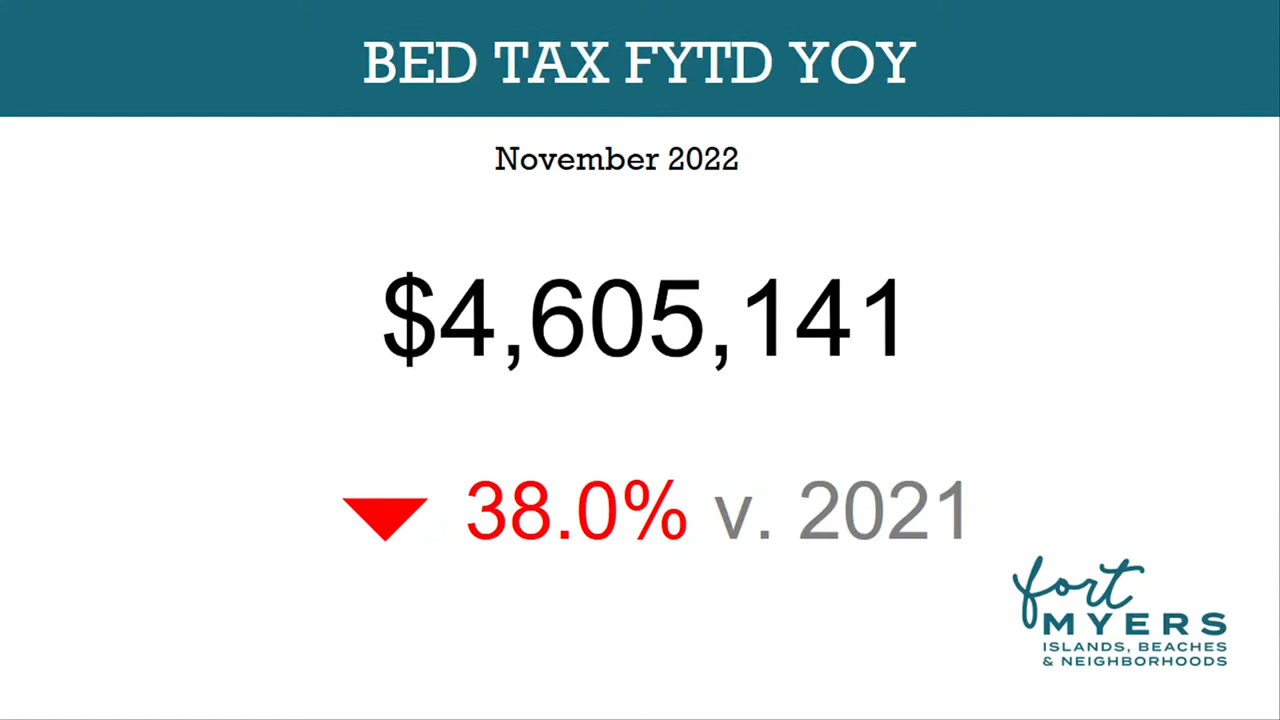 BED TAX FYTD YOY
November 2022
$4,605,141
38.0% v. 2021
fort
MYERS
ISLANDS, BEACHES
& NEIGHBORHOODS